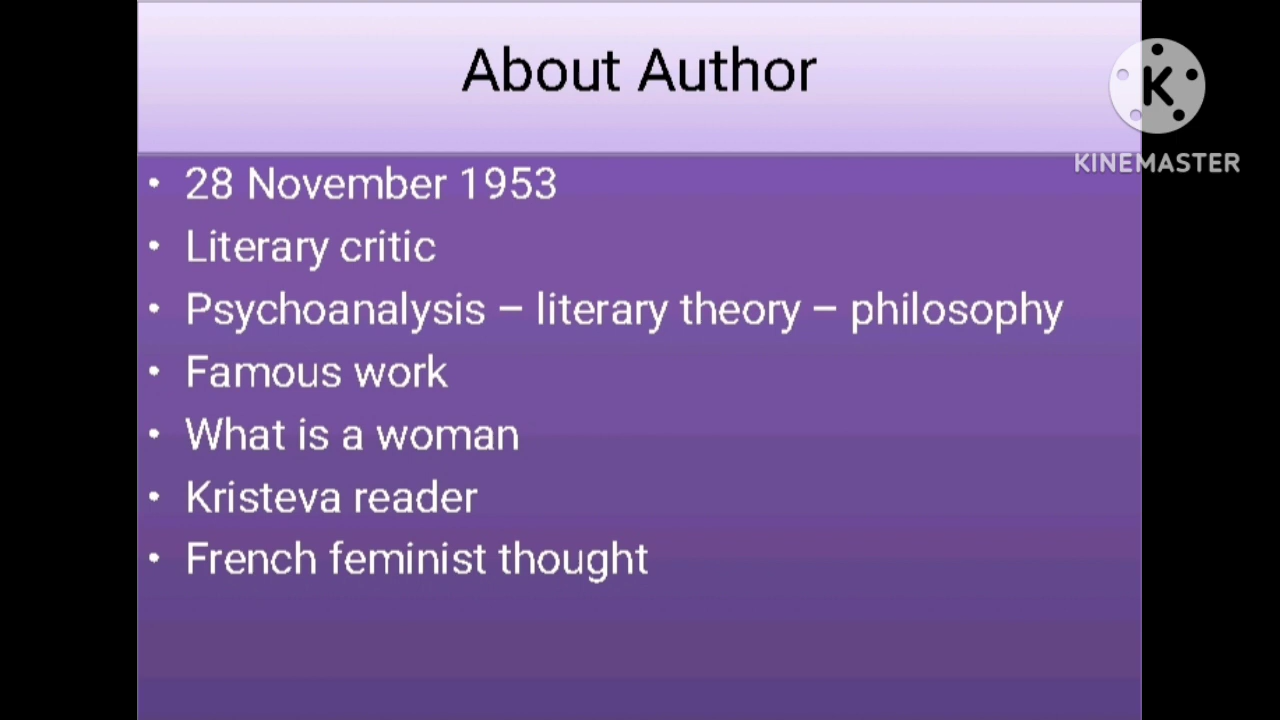 About Author
K
KINEMASTER
• 28 November 1953
• Literary critic
• Psychoanalysis – literary theory – philosophy
• Famous work
• What is a woman
• Kristeva reader
• French feminist thought